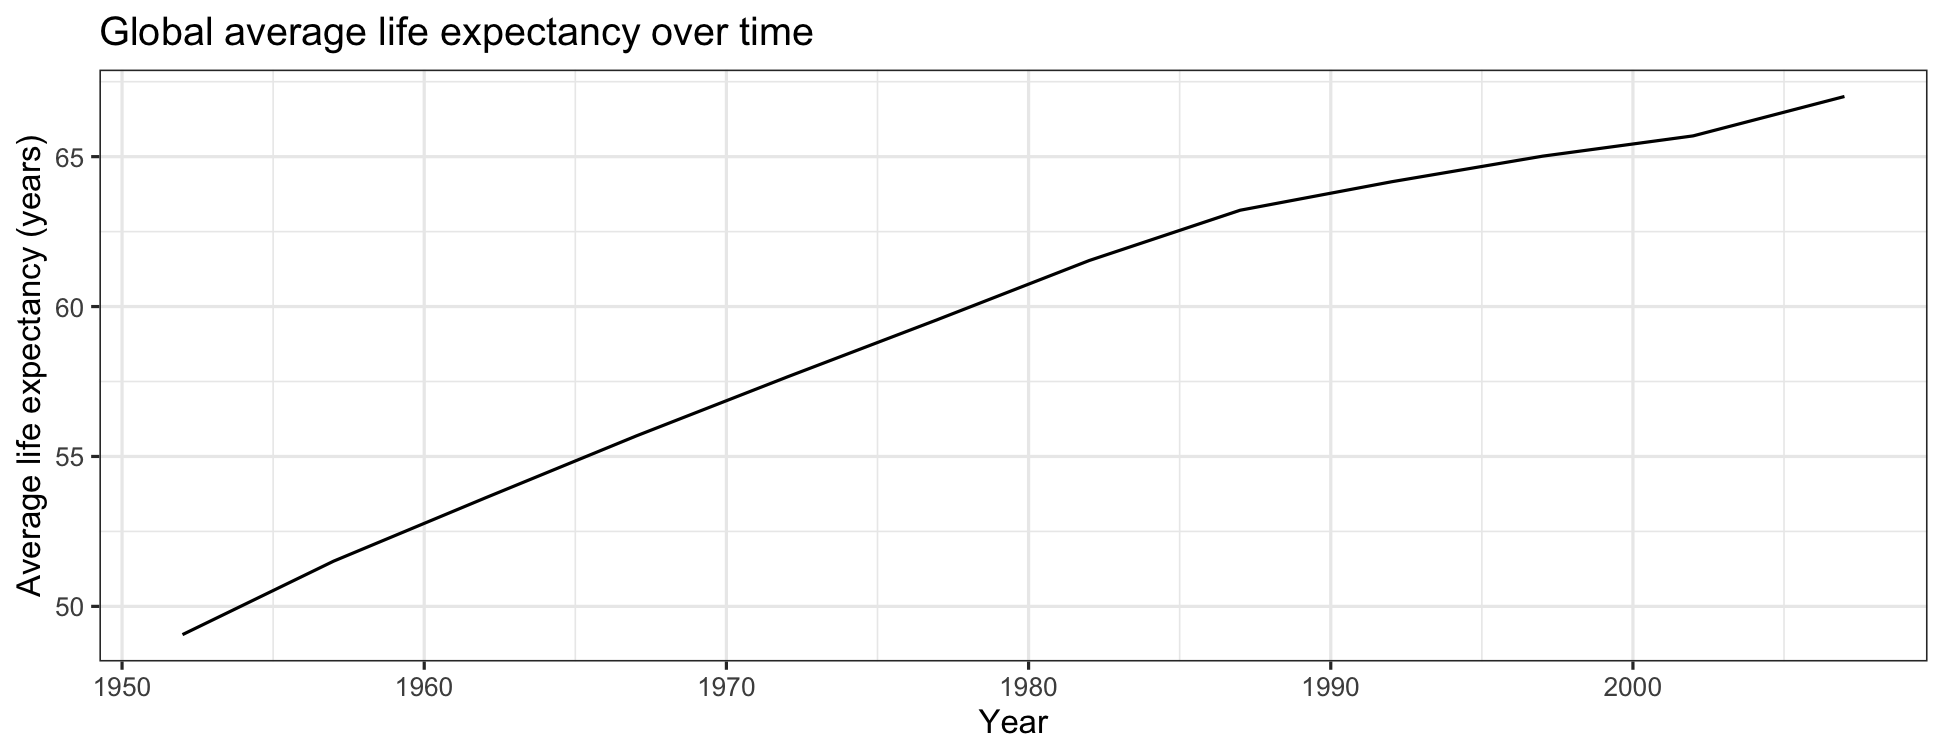 Global average life expectancy over time
Average life expectancy (years)
65
60
55
50
1950 1960 1970 1980 1990 2000
Year